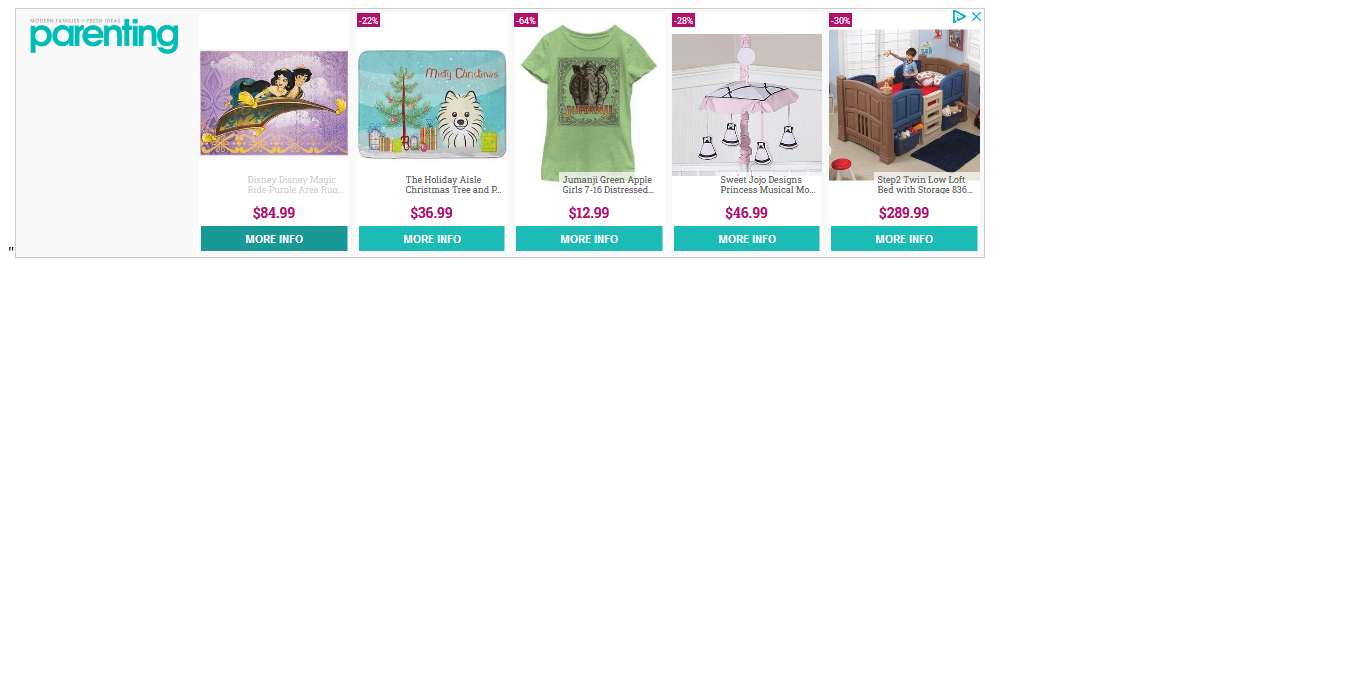 MODERN FAMILIES • FRESH IDEAS
parenting
Disney Disney Magic
Ride Purple Area Rug...
$84.99
MORE INFO
-22%
Merry Christmas
The Holiday Aisle
Christmas Tree and P...
$36.99
MORE INFO
-64%
JUMANJI
Jumanji Green Apple
Girls 7-16 Distressed...
$12.99
MORE INFO
-28%
Sweet Jojo Designs
Princess Musical Mo...
$46.99
MORE INFO
-30%
Step2 Twin Low Loft
Bed with Storage 836...
$289.99
MORE INFO
"